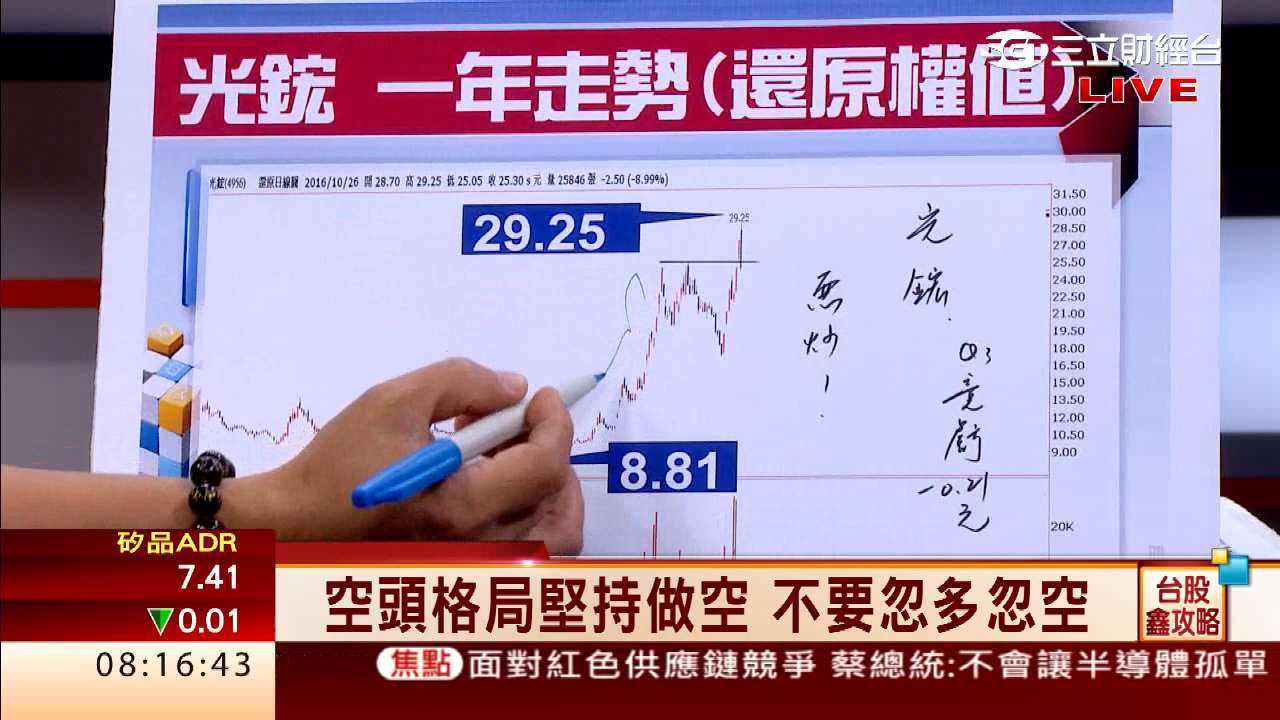 光鋐 一年走勢(還原權值)
三立財經台
LIVE
光鋐(4956) 還原日線圖 2016/10/26 開 28.70 高 29.25 低 25.05 收 25.30 s 元 量 25846 張 -2.50 (-8.99%)
29.25
29.25
31.50
30.00
28.50
27.00
25.50
24.00
22.50
21.00
19.50
18.00
16.50
15.00
13.50
12.00
10.50
9.00
20K
光鋐
Q3
竟虧
-0.21
元
惡炒!
8.81
矽品ADR
7.41
▽0.01
08:16:43
空頭格局堅持做空 不要忽多忽空
台股
鑫攻略
焦點 面對紅色供應鏈競爭 蔡總統:不會讓半導體孤單